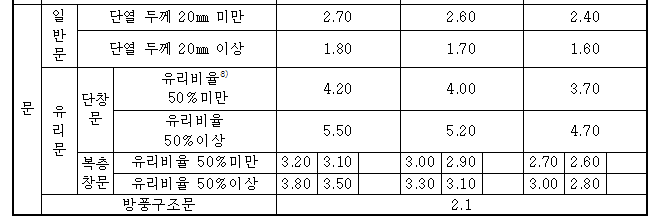 문
일반문
단열 두께 20㎜ 미만 2.70 2.60 2.40
단열 두께 20㎜ 이상 1.80 1.70 1.60
유리문
단창문
유리비율8)
50%미만 4.20 4.00 3.70
유리비율
50%이상 5.50 5.20 4.70
복층창문
유리비율 50%미만 3.20 3.10 3.00 2.90 2.70 2.60
유리비율 50%이상 3.80 3.50 3.30 3.10 3.00 2.80
방풍구조문 2.1